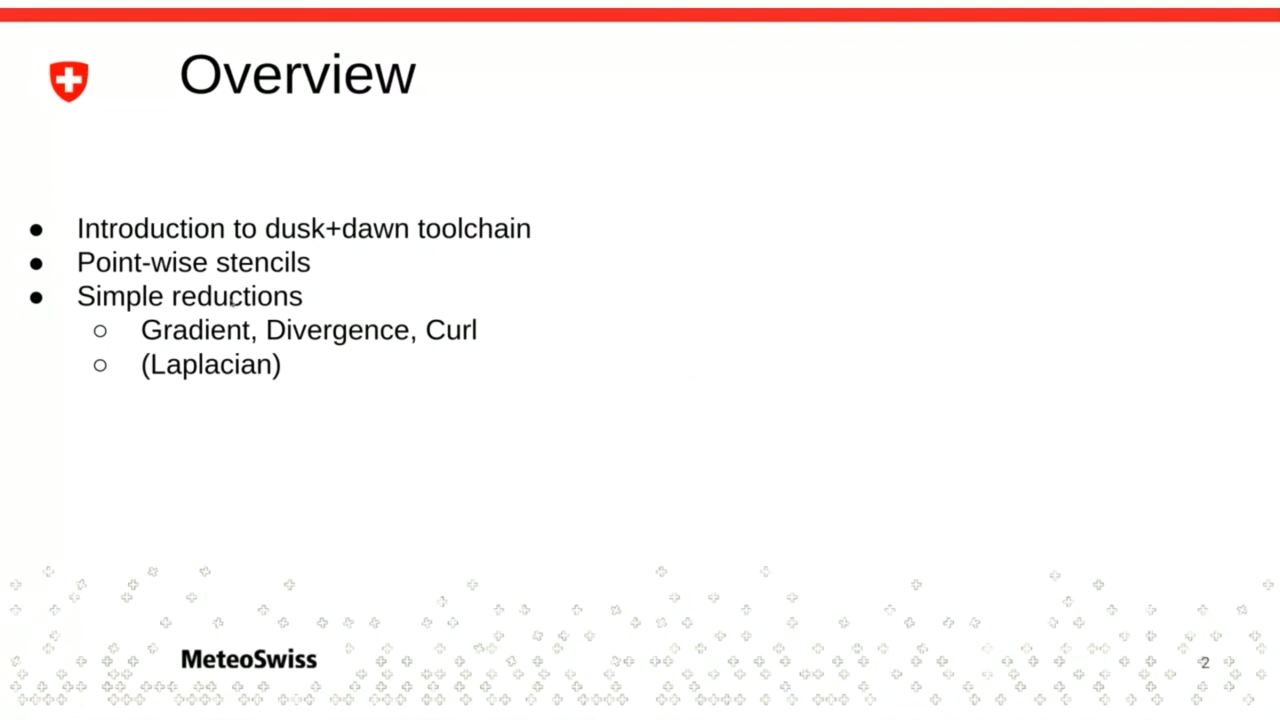 Overview
● Introduction to dusk+dawn toolchain
● Point-wise stencils
● Simple reductions
○ Gradient, Divergence, Curl
○ (Laplacian)
MeteoSwiss
2